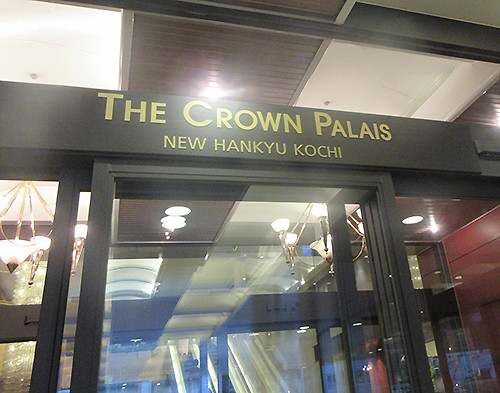 THE CROWN PALAIS
NEW HANKYU KOCHI